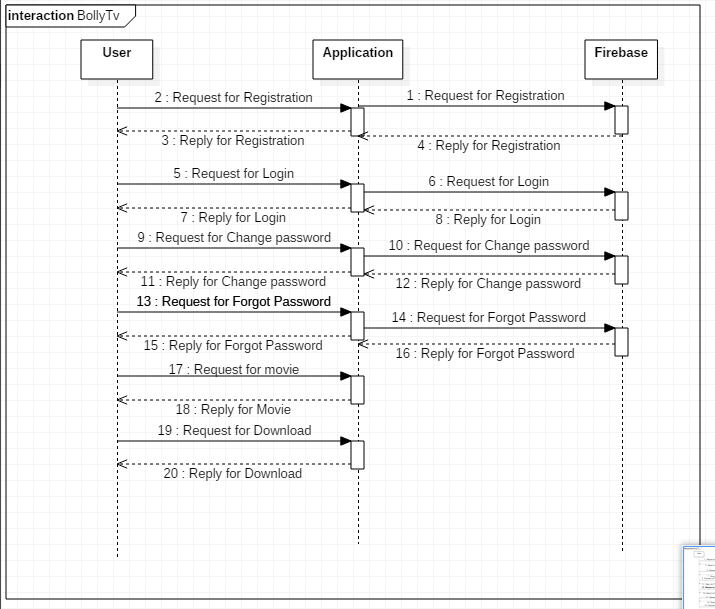 interaction BollyTv
User
Application
Firebase
2 : Request for Registration
1 : Request for Registration
3 : Reply for Registration
4 : Reply for Registration
5 : Request for Login
6 : Request for Login
7 : Reply for Login
8 : Reply for Login
9 : Request for Change password
10 : Request for Change password
11 : Reply for Change password
12 : Reply for Change password
13 : Request for Forgot Password
14 : Request for Forgot Password
15 : Reply for Forgot Password
16 : Reply for Forgot Password
17 : Request for movie
18 : Reply for Movie
19 : Request for Download
20 : Reply for Download